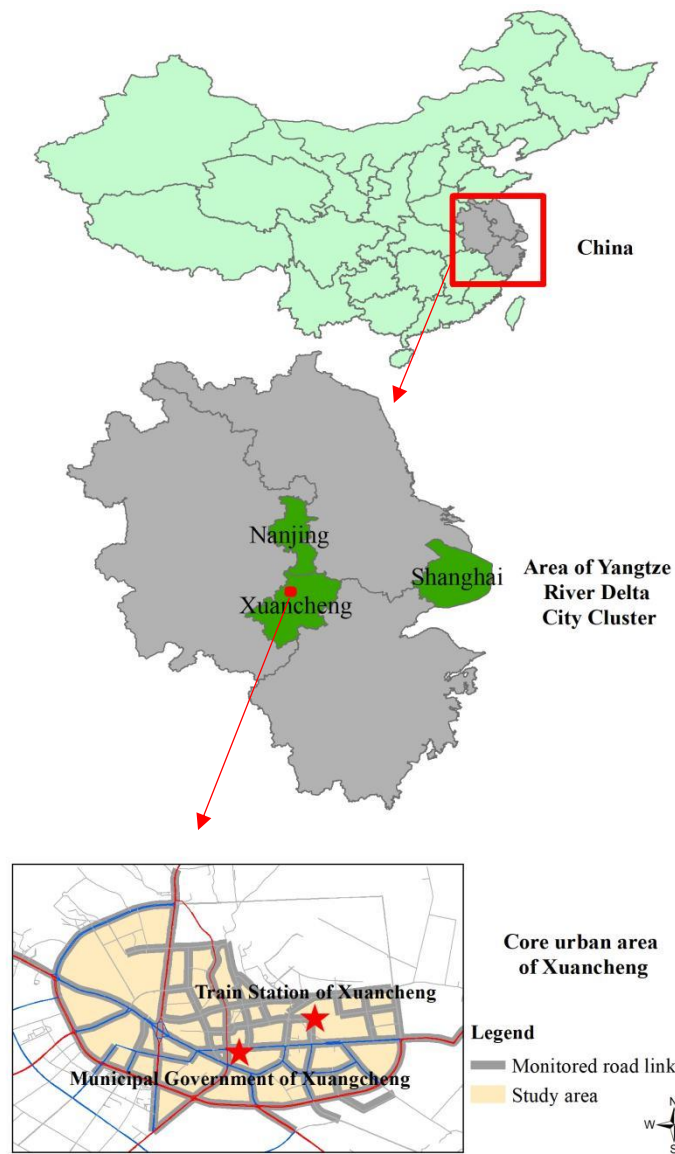 China
Nanjing
Shanghai
Xuancheng
Area of Yangtze
River Delta
City Cluster
Core urban area
of Xuancheng
Train Station of Xuancheng
Municipal Government of Xuangcheng
Legend
Monitored road link
Study area
N
W
S